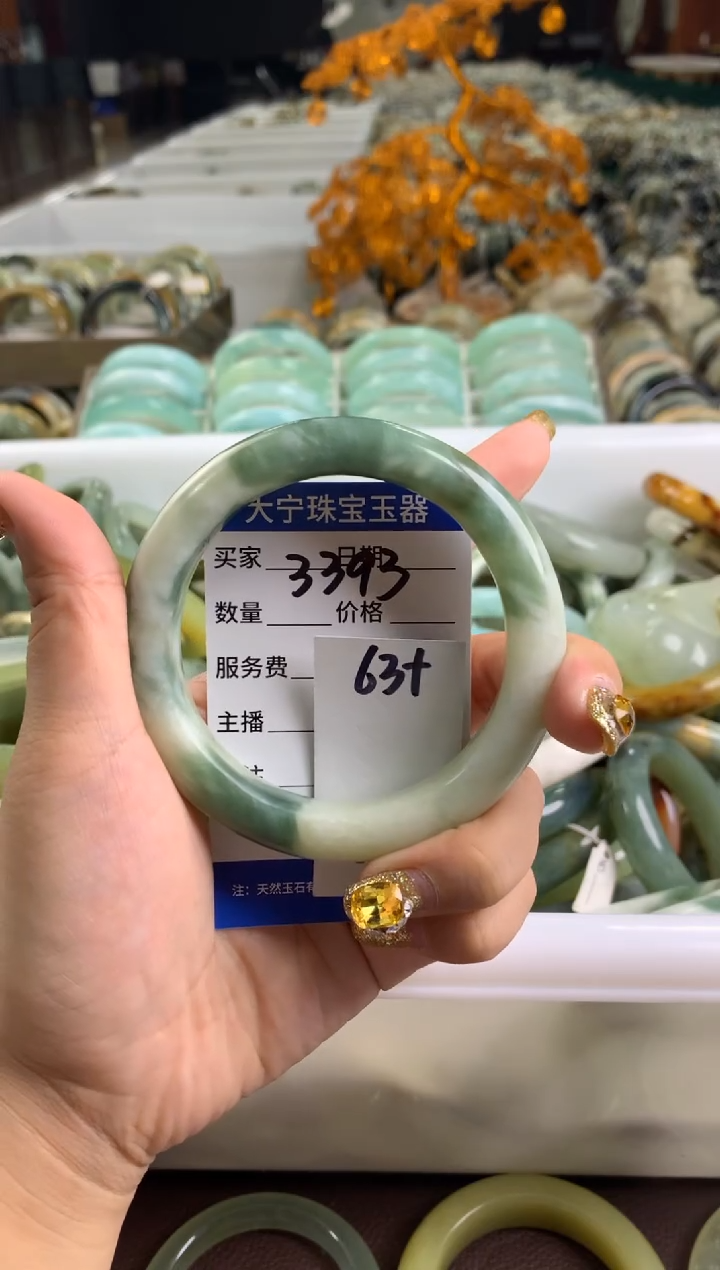 大宁珠宝玉器
买家 日期
3393
数量 价格
服务费
63+
主播
注：天然玉石